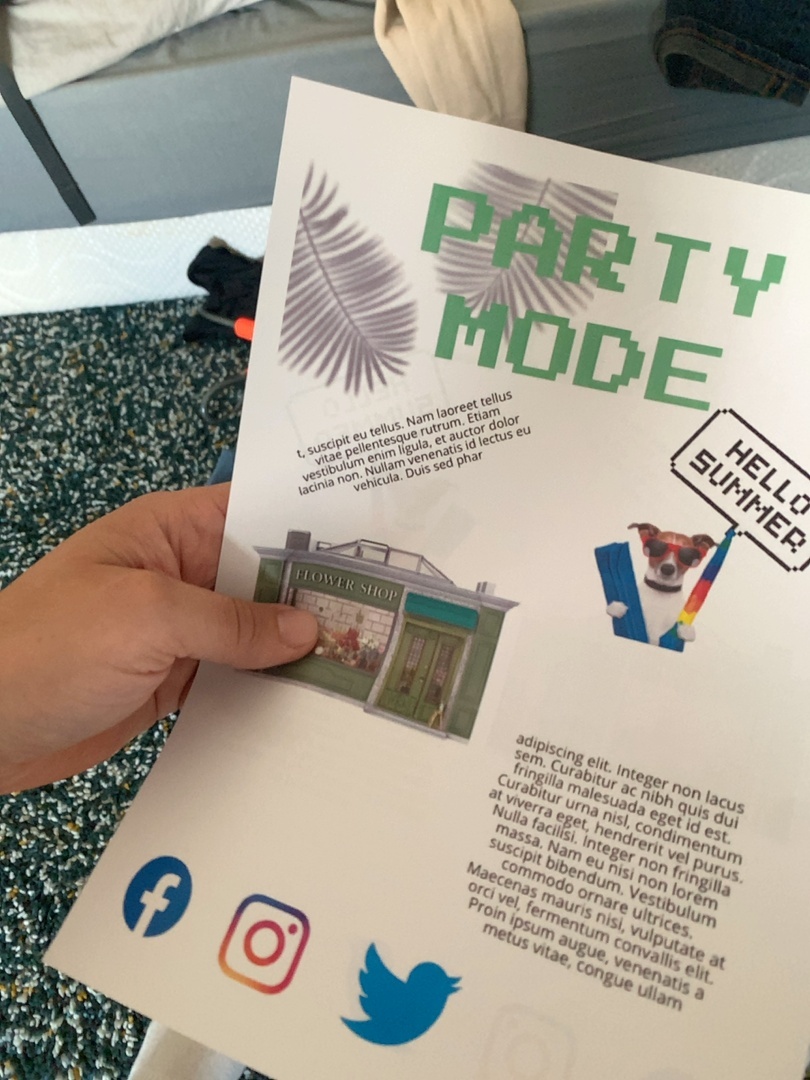 PARTY
MODE
t, suscipit eu tellus. Nam laoreet tellus
vitae pellentesque rutrum. Etiam
vestibulum enim ligula, et auctor dolor
lacinia non. Nullam venenatis id lectus eu
vehicula. Duis sed phar
HELLO
SUMMER
FLOWER SHOP
adipiscing elit. Integer non lacus
sem. Curabitur ac nibh quis dui
fringilla malesuada eget id est.
Curabitur urna nisl, condimentum
at viverra eget, hendrerit vel purus.
Nulla facilisi. Integer non fringilla
massa. Nam eu nisi non lorem
suscipit bibendum. Vestibulum
commodo ornare ultrices.
Maecenas mauris nisi, vulputate at
orci vel, fermentum convallis elit.
Proin ipsum augue, venenatis a
metus vitae, congue ullam